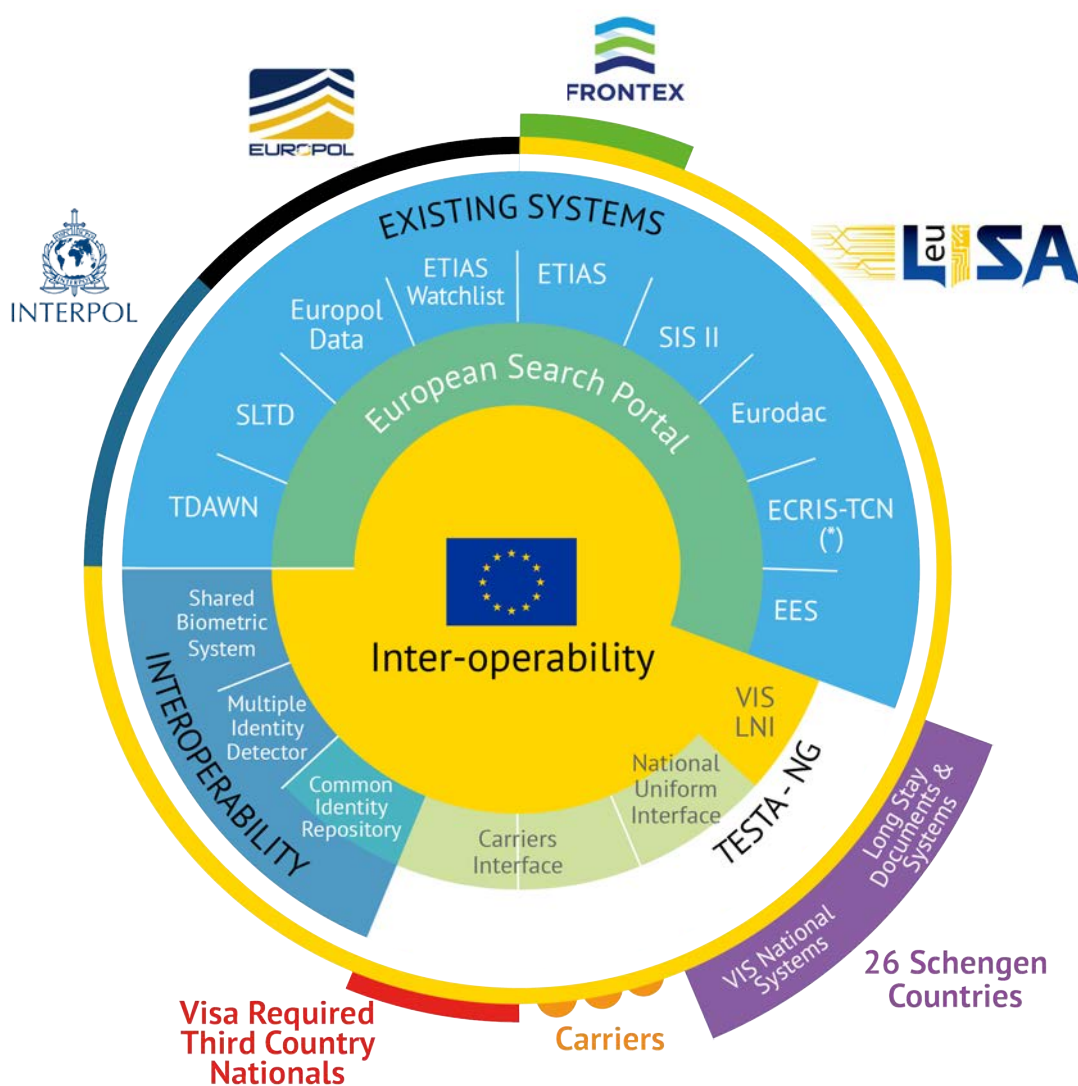 FRONTEX
EUROPOL
INTERPOL
eu
LISA
EXISTING SYSTEMS
ETIAS
Watchlist
ETIAS
Europol
Data
SIS II
SLTD
Eurodac
TDAWN
ECRIS-TCN
(*)
EES
European Search Portal
Inter-operability
Shared
Biometric
System
Multiple
Identity
Detector
Common
Identity
Repository
INTEROPERABILITY
Carriers
Interface
National
Uniform
Interface
VIS
LNI
TESTA - NG
Long Stay
Documents &
Systems
VIS National
Systems
26 Schengen
Countries
Carriers
Visa Required
Third Country
Nationals